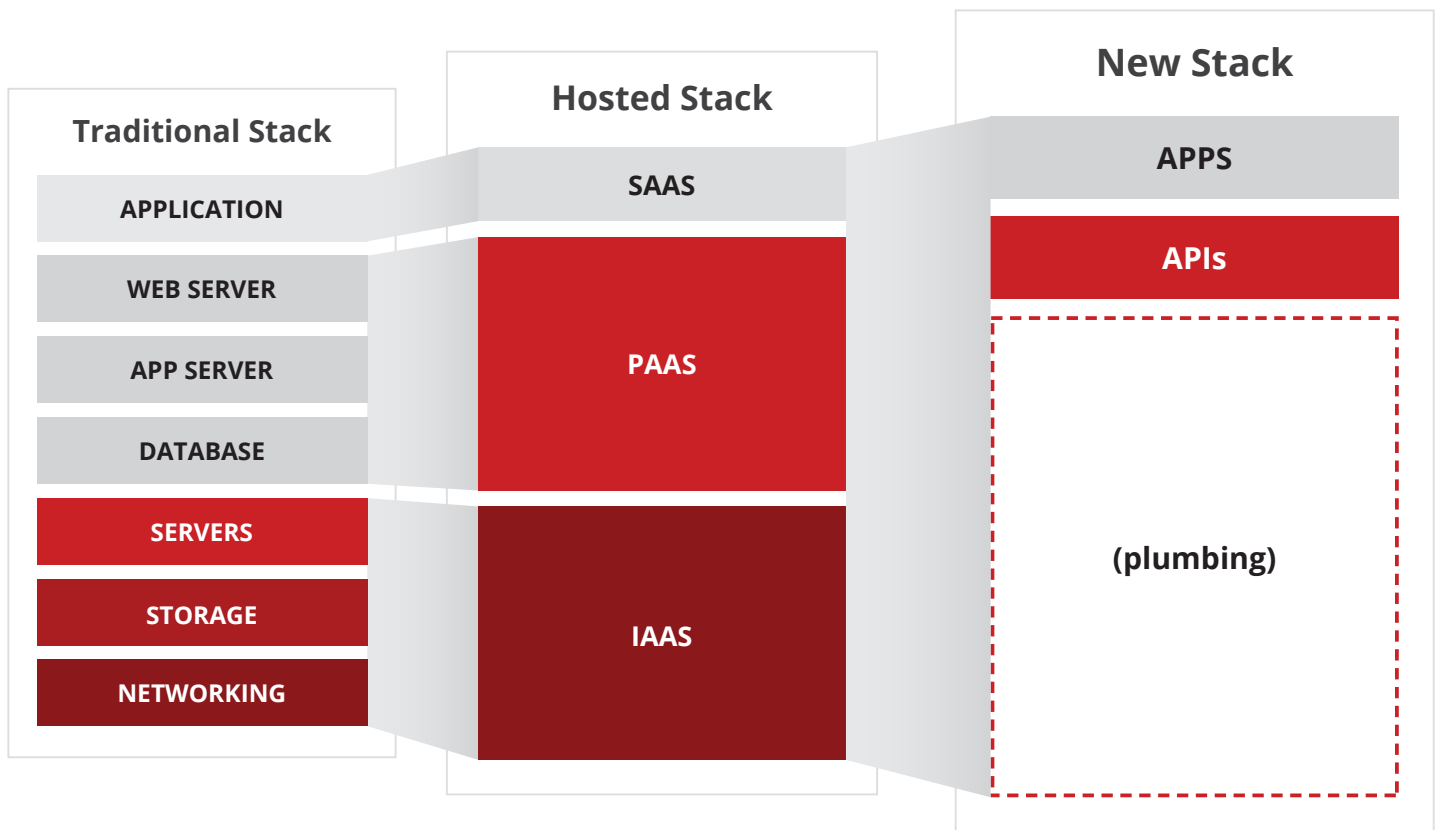 Traditional Stack
APPLICATION
WEB SERVER
APP SERVER
DATABASE
SERVERS
STORAGE
NETWORKING
Hosted Stack
SAAS
PAAS
IAAS
New Stack
APPS
APIs
(plumbing)